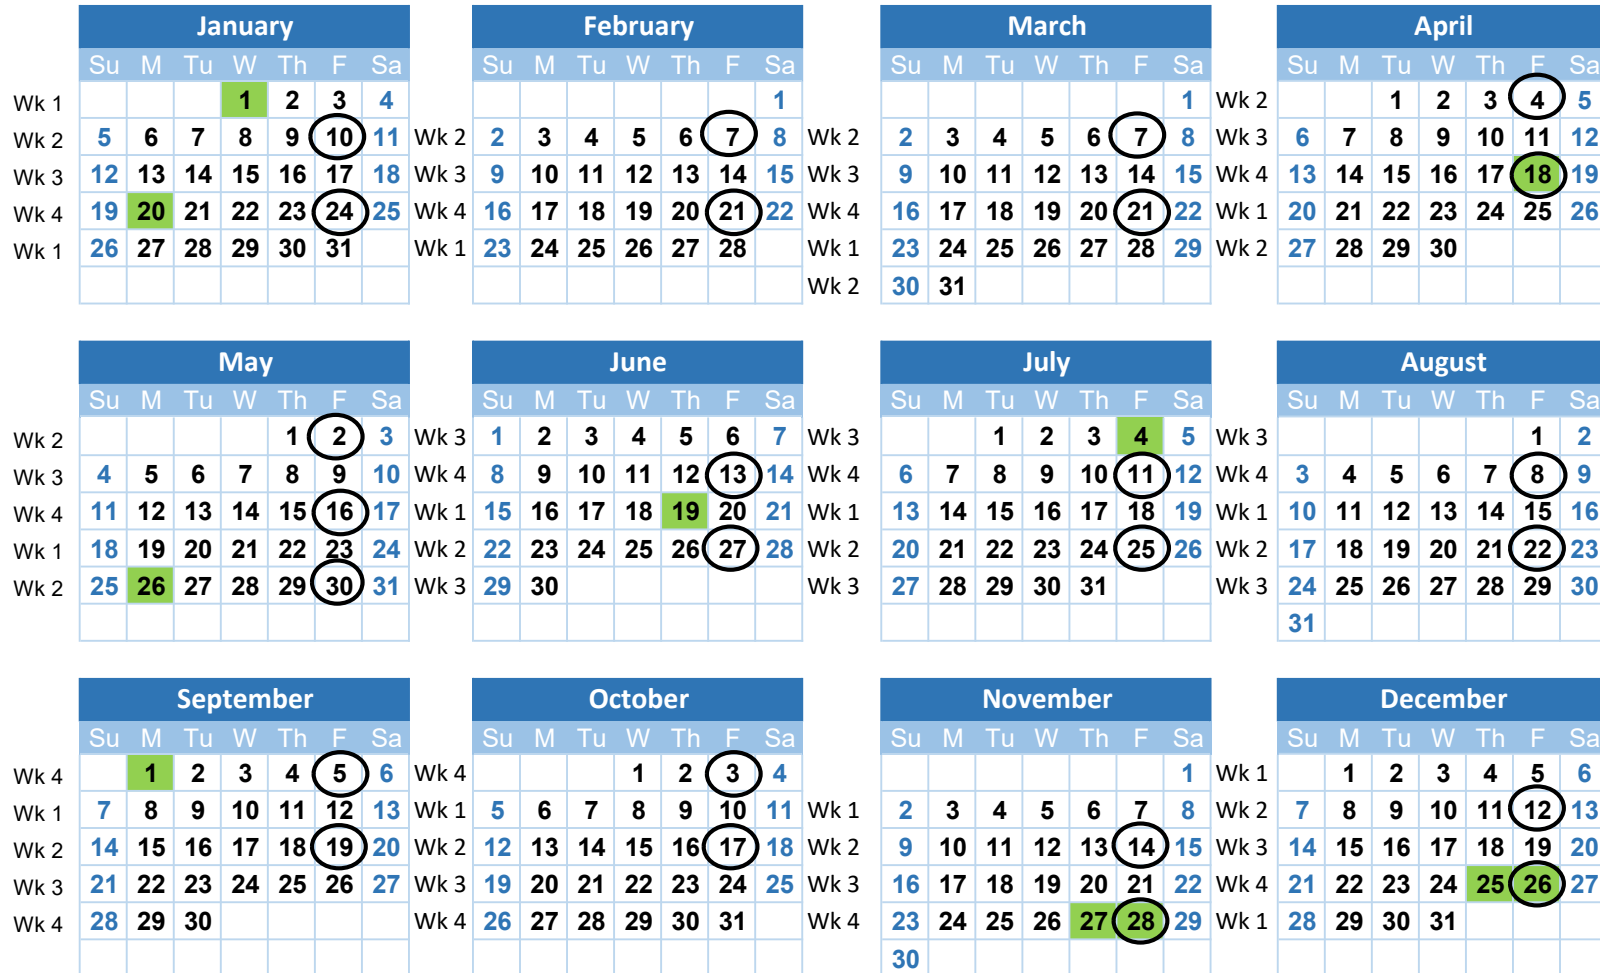 January February March April
Su M Tu W Th F Sa Su M Tu W Th F Sa Su M Tu W Th F Sa Su M Tu W Th F Sa
Wk 1 1 2 3 4 1 1 Wk 2 1 2 3 4 5
Wk 2 5 6 7 8 9 10 11 Wk 2 2 3 4 5 6 7 8 Wk 2 2 3 4 5 6 7 8 Wk 3 6 7 8 9 10 11 12
Wk 3 12 13 14 15 16 17 18 Wk 3 9 10 11 12 13 14 15 Wk 3 9 10 11 12 13 14 15 Wk 4 13 14 15 16 17 18 19
Wk 4 19 20 21 22 23 24 25 Wk 4 16 17 18 19 20 21 22 Wk 4 16 17 18 19 20 21 22 Wk 1 20 21 22 23 24 25 26
Wk 1 26 27 28 29 30 31 Wk 1 23 24 25 26 27 28 Wk 1 23 24 25 26 27 28 29 Wk 2 27 28 29 30
Wk 2 30 31
May June July August
Su M Tu W Th F Sa Su M Tu W Th F Sa Su M Tu W Th F Sa Su M Tu W Th F Sa
Wk 2 1 2 3 Wk 3 1 2 3 4 5 6 7 Wk 3 1 2 3 4 5 Wk 3 1 2
Wk 3 4 5 6 7 8 9 10 Wk 4 8 9 10 11 12 13 14 Wk 4 6 7 8 9 10 11 12 Wk 4 3 4 5 6 7 8 9
Wk 4 11 12 13 14 15 16 17 Wk 1 15 16 17 18 19 20 21 Wk 1 13 14 15 16 17 18 19 Wk 1 10 11 12 13 14 15 16
Wk 1 18 19 20 21 22 23 24 Wk 2 22 23 24 25 26 27 28 Wk 2 20 21 22 23 24 25 26 Wk 2 17 18 19 20 21 22 23
Wk 2 25 26 27 28 29 30 31 Wk 3 29 30 Wk 3 27 28 29 30 31 Wk 3 24 25 26 27 28 29 30
31
September October November December
Su M Tu W Th F Sa Su M Tu W Th F Sa Su M Tu W Th F Sa Su M Tu W Th F Sa
Wk 4 1 2 3 4 5 6 Wk 4 1 2 3 4 1 Wk 1 1 2 3 4 5 6
Wk 1 7 8 9 10 11 12 13 Wk 1 5 6 7 8 9 10 11 Wk 1 2 3 4 5 6 7 8 Wk 2 7 8 9 10 11 12 13
Wk 2 14 15 16 17 18 19 20 Wk 2 12 13 14 15 16 17 18 Wk 2 9 10 11 12 13 14 15 Wk 3 14 15 16 17 18 19 20
Wk 3 21 22 23 24 25 26 27 Wk 3 19 20 21 22 23 24 25 Wk 3 16 17 18 19 20 21 22 Wk 4 21 22 23 24 25 26 27
Wk 4 28 29 30 Wk 4 26 27 28 29 30 31 Wk 4 23 24 25 26 27 28 29 Wk 1 28 29 30 31
30